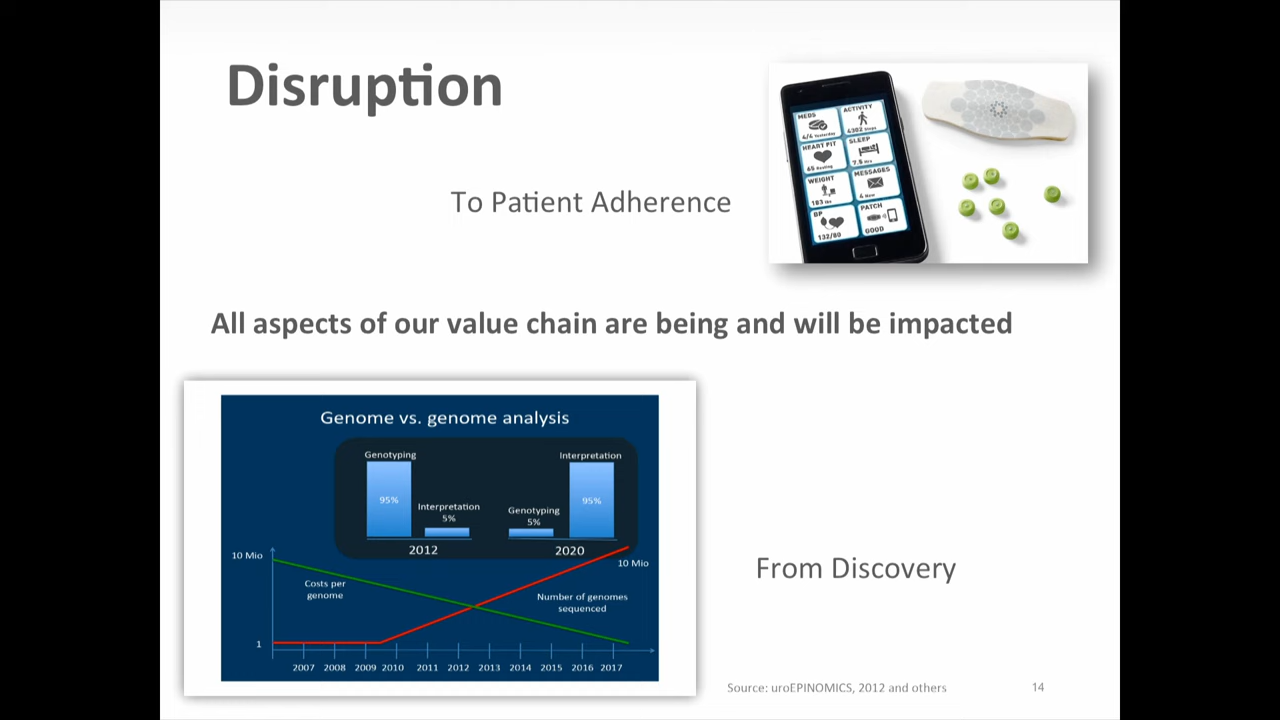 Disruption
MEDS
4/4 Yesterday
ACTIVITY
4302 Steps
HEART FIT
65 Resting
SLEEP
7.5 Hrs
WEIGHT
183 lbs
MESSAGES
4 New
BP
132/80
PATCH
GOOD
To Patient Adherence
All aspects of our value chain are being and will be impacted
Genome vs. genome analysis
Genotyping
95%
Interpretation
5%
2012
Genotyping
5%
Interpretation
95%
2020
10 Mio
10 Mio
Costs per
genome
Number of genomes
sequenced
1
2007 2008 2009 2010 2011 2012 2013 2014 2015 2016 2017
From Discovery
Source: uroEPINOMICS, 2012 and others
14